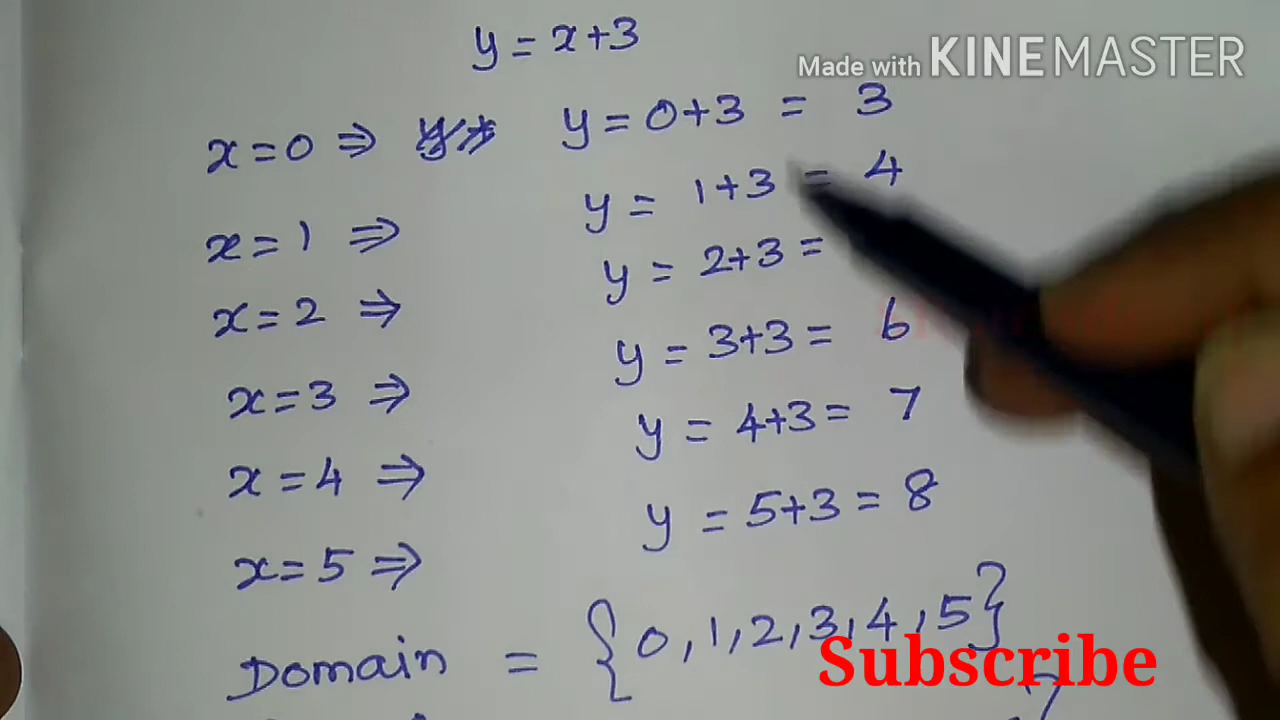 y = x+3
Made with KINEMASTER
x=0 ⇒ y = 0+3 = 3
x=1 ⇒ y = 1+3 = 4
x=2 ⇒ y = 2+3 =
x=3 ⇒ y = 3+3 = 6
x=4 ⇒ y = 4+3 = 7
x=5 ⇒ y = 5+3 = 8
Domain = {0,1,2,3,4,5}
Subscribe